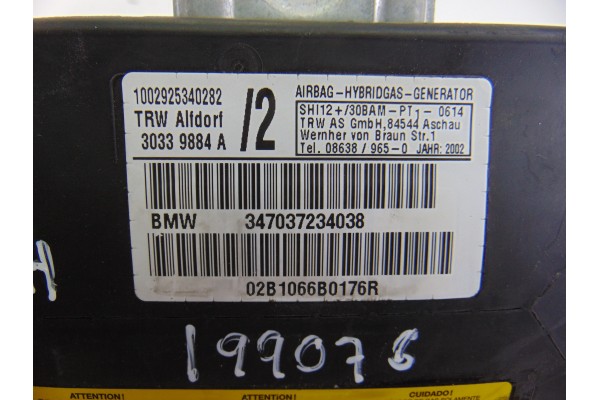 1002925340282
TRW Alfdorf
3033 9884 A
/2
AIRBAG-HYBRIDGAS-GENERATOR
SHI12+/30BAM-PT1-0614
TRW AS GmbH,84544 Aschau
Wernher von Braun Str.1
Tel. 08638 / 965-0 JAHR: 2002
BMW 347037234038
02B1066B0176R
H
199078
ATTENTION!
ATTENTION!
CUIDADO!